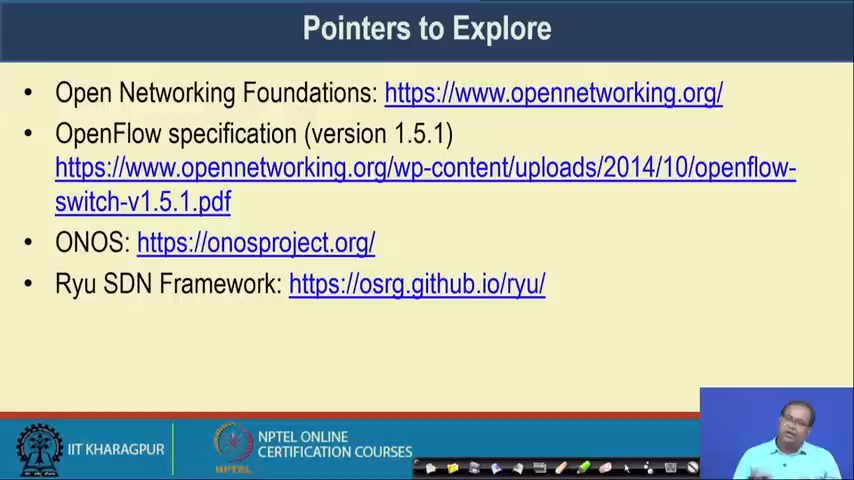 Pointers to Explore
• Open Networking Foundations: https://www.opennetworking.org/
• OpenFlow specification (version 1.5.1)
https://www.opennetworking.org/wp-content/uploads/2014/10/openflow-
switch-v1.5.1.pdf
• ONOS: https://onosproject.org/
• Ryu SDN Framework: https://osrg.github.io/ryu/
IIT KHARAGPUR
NPTEL
NPTEL ONLINE
CERTIFICATION COURSES